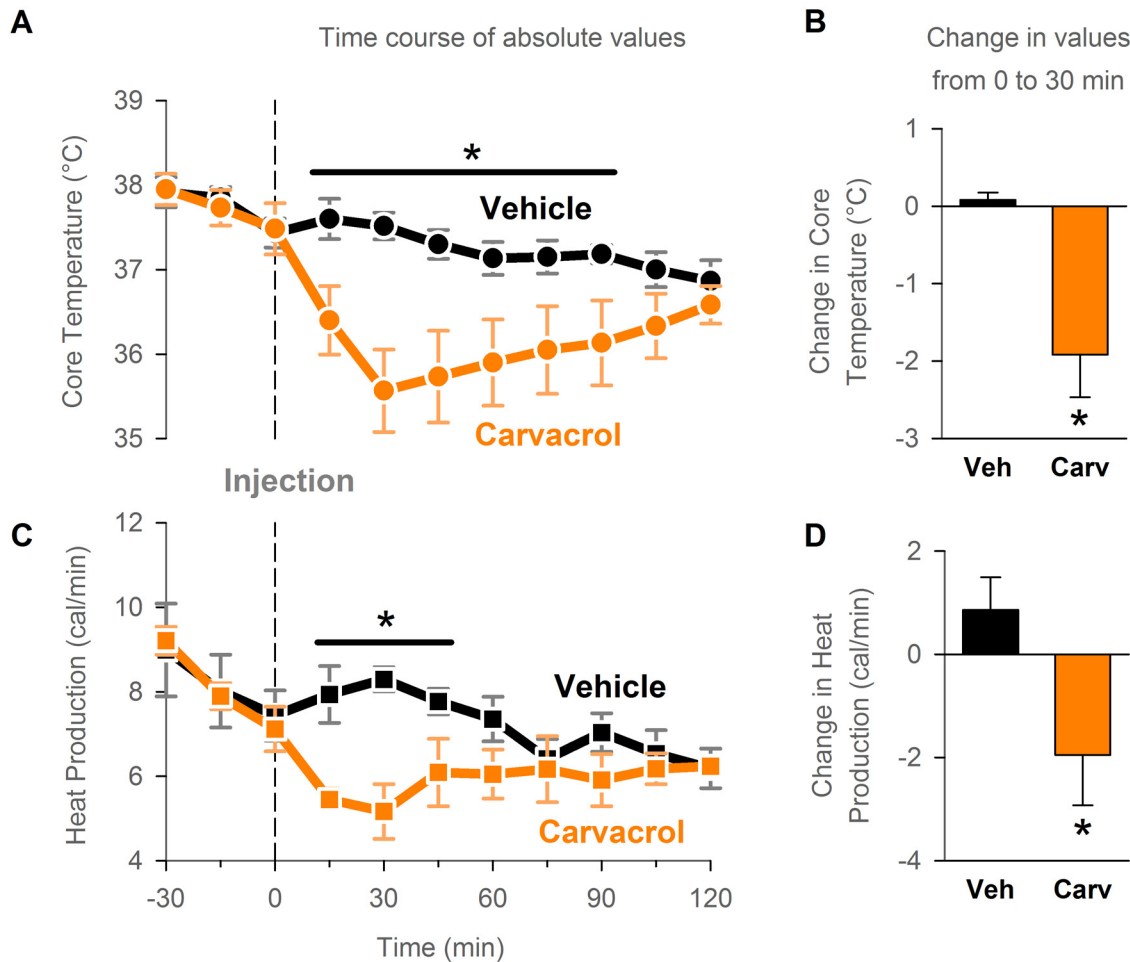 A
Time course of absolute values
B
Change in values
from 0 to 30 min
Core Temperature (°C)
39
38
37
36
35
*
Vehicle
Carvacrol
Injection
Change in Core
Temperature (°C)
1
0
-1
-2
-3
*
Veh Carv
C
Heat Production (cal/min)
12
10
8
6
4
*
Vehicle
Carvacrol
-30 0 30 60 90 120
Time (min)
D
Change in Heat
Production (cal/min)
2
0
-2
-4
*
Veh Carv